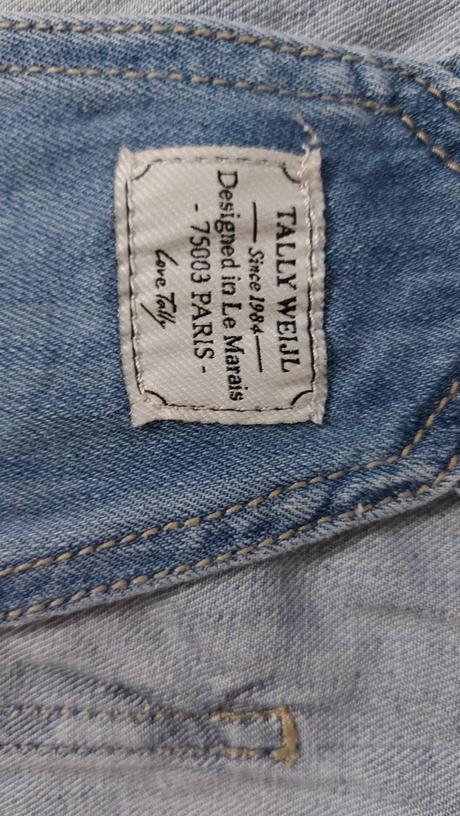 TALLY WEIJL
Since 1984
Designed in Le Marais
- 75003 PARIS -
Love Tally